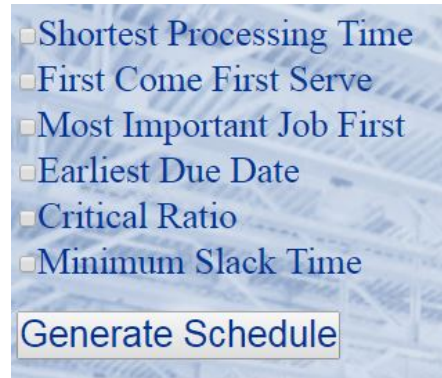 Shortest Processing Time
First Come First Serve
Most Important Job First
Earliest Due Date
Critical Ratio
Minimum Slack Time
Generate Schedule